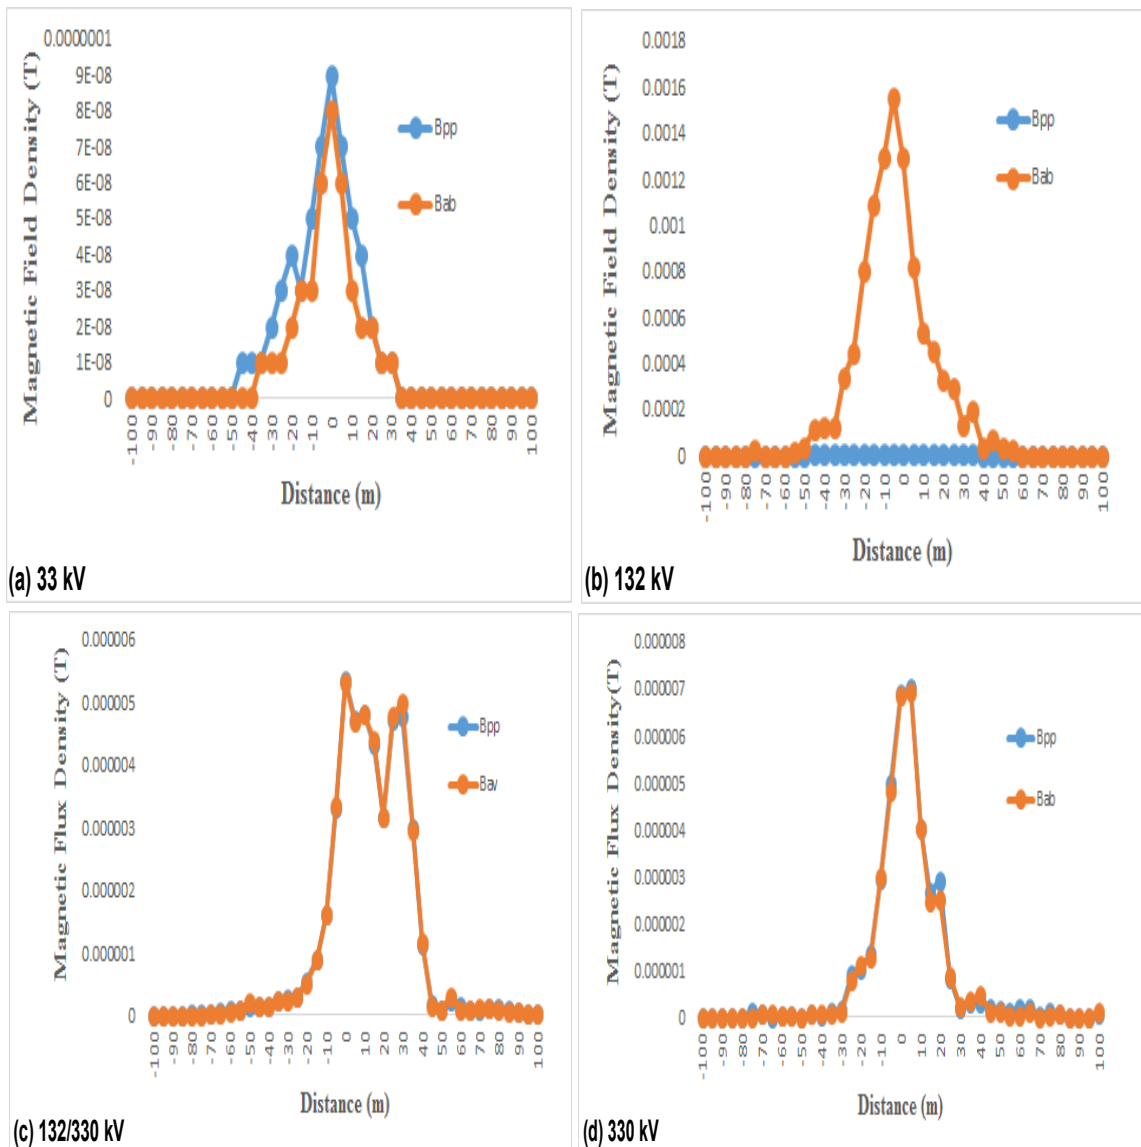 0.0000001
9E-08
8E-08
7E-08
6E-08
5E-08
4E-08
3E-08
2E-08
1E-08
0
Magnetic Field Density (T)
Bpp
Bab
-100 -90 -80 -70 -60 -50 -40 -30 -20 -10 0 10 20 30 40 50 60 70 80 90 100
Distance (m)
(a) 33 kV
0.0018
0.0016
0.0014
0.0012
0.001
0.0008
0.0006
0.0004
0.0002
0
Magnetic Field Density (T)
Bpp
Bab
-100 -90 -80 -70 -60 -50 -40 -30 -20 -10 0 10 20 30 40 50 60 70 80 90 100
Distance (m)
(b) 132 kV
0.000006
0.000005
0.000004
0.000003
0.000002
0.000001
0
Magnetic Flux Density (T)
Bpp
Bav
-100 -90 -80 -70 -60 -50 -40 -30 -20 -10 0 10 20 30 40 50 60 70 80 90 100
Distance (m)
(c) 132/330 kV
0.000008
0.000007
0.000006
0.000005
0.000004
0.000003
0.000002
0.000001
0
Magnetic Flux Density(T)
Bpp
Bab
-100 -90 -80 -70 -60 -50 -40 -30 -20 -10 0 10 20 30 40 50 60 70 80 90 100
Distance (m)
(d) 330 kV